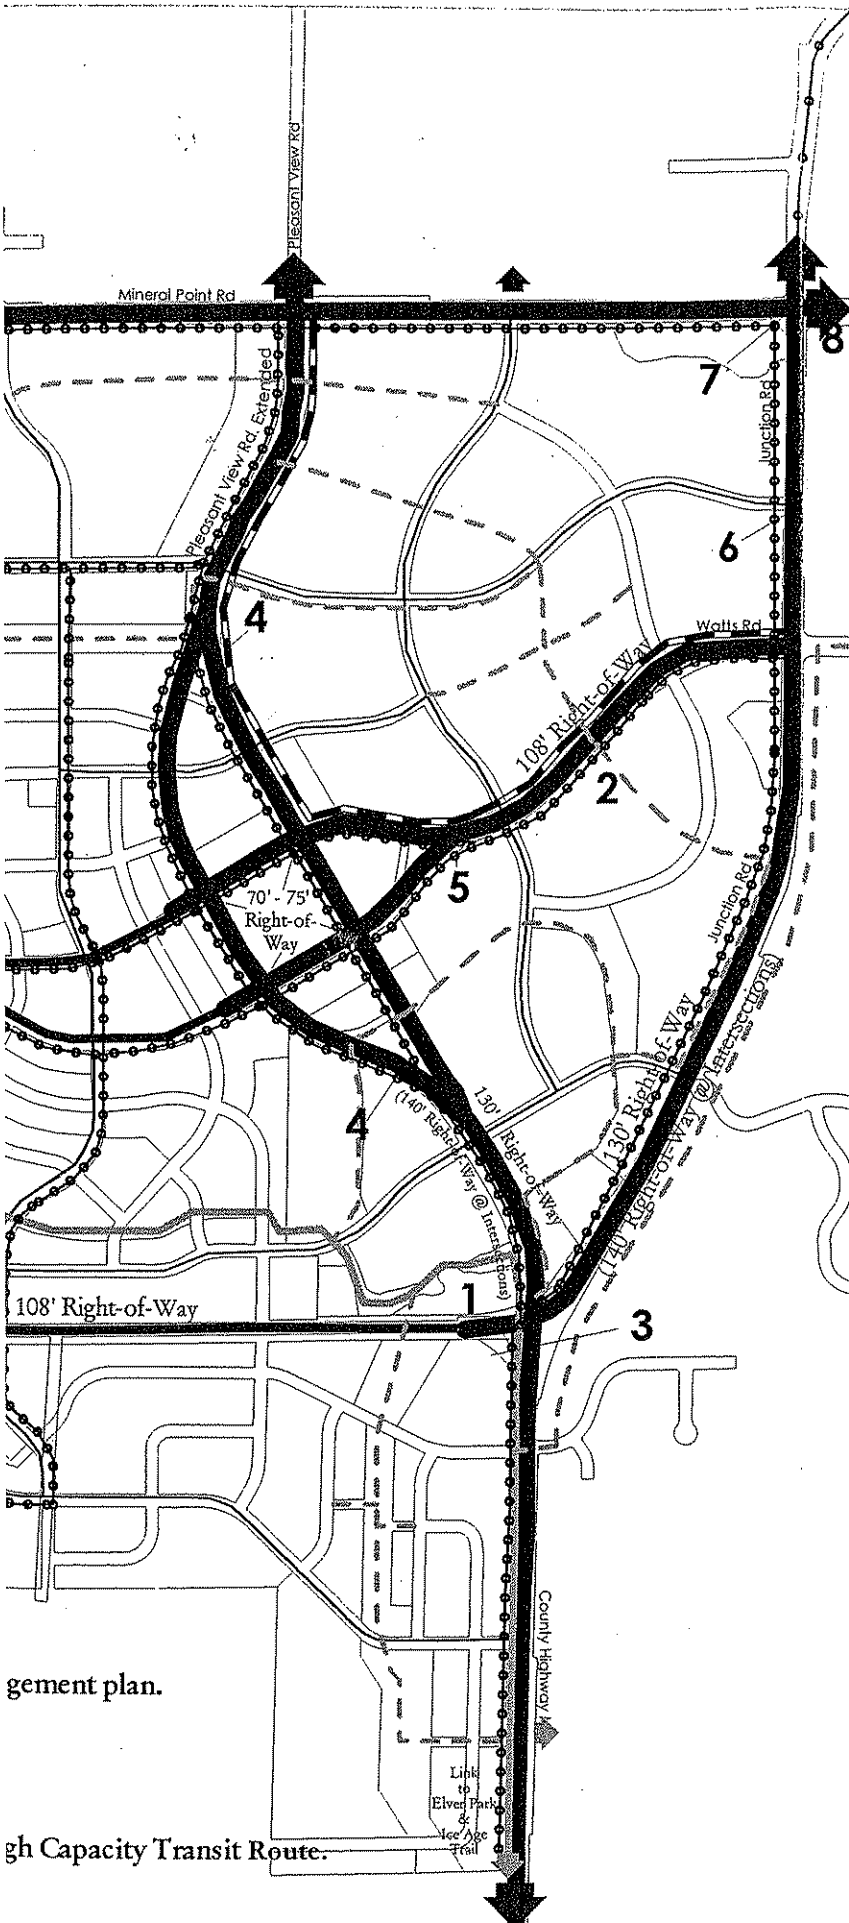 Pleasant View Rd
Mineral Point Rd
8
7
Pleasant View Rd. Extended
Junction Rd
6
4
Watts Rd
108' Right-of-Way
2
5
70' - 75'
Right-of-
Way
Junction Rd
130' Right-of-Way
(140' Right-of-Way @ Intersections)
4
130' Right-of-Way
(140' Right-of-Way @ Intersections)
108' Right-of-Way
1
3
County Highway
gement plan.
Link
to
Elver Park
&
Ice Age
Trail
gh Capacity Transit Route.